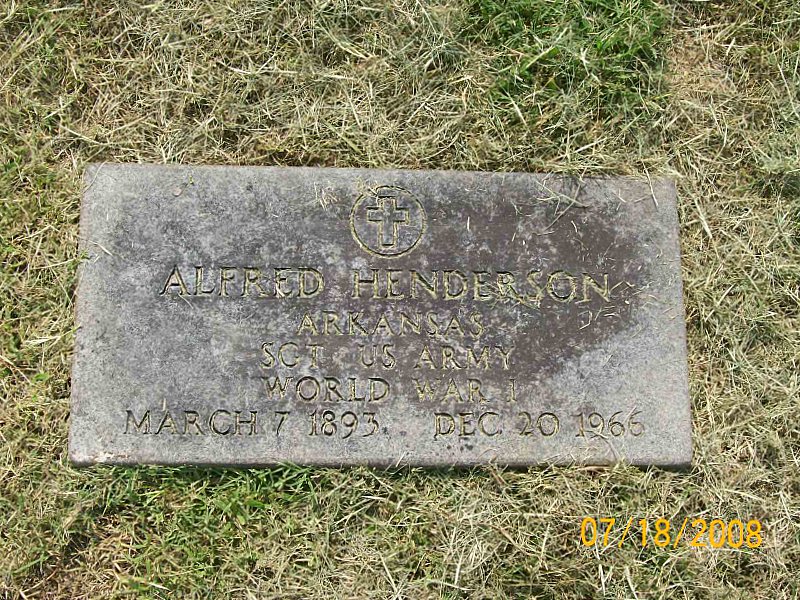 ALFRED HENDERSON
ARKANSAS
SGT US ARMY
WORLD WAR I
MARCH 7 1893 DEC 20 1966
07/18/2008